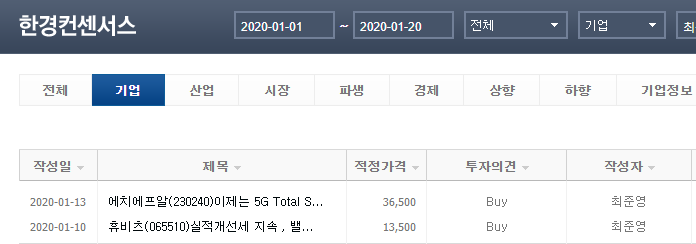 한경컨센서스 2020-01-01 ~ 2020-01-20 전체 기업
전체 기업 산업 시장 파생 경제 상향 하향 기업정보
작성일 제목 적정가격 투자의견 작성자
2020-01-13 에치에프알(230240)이제는 5G Total S... 36,500 Buy 최준영
2020-01-10 휴비츠(065510)실적개선세 지속 , 밸... 13,500 Buy 최준영